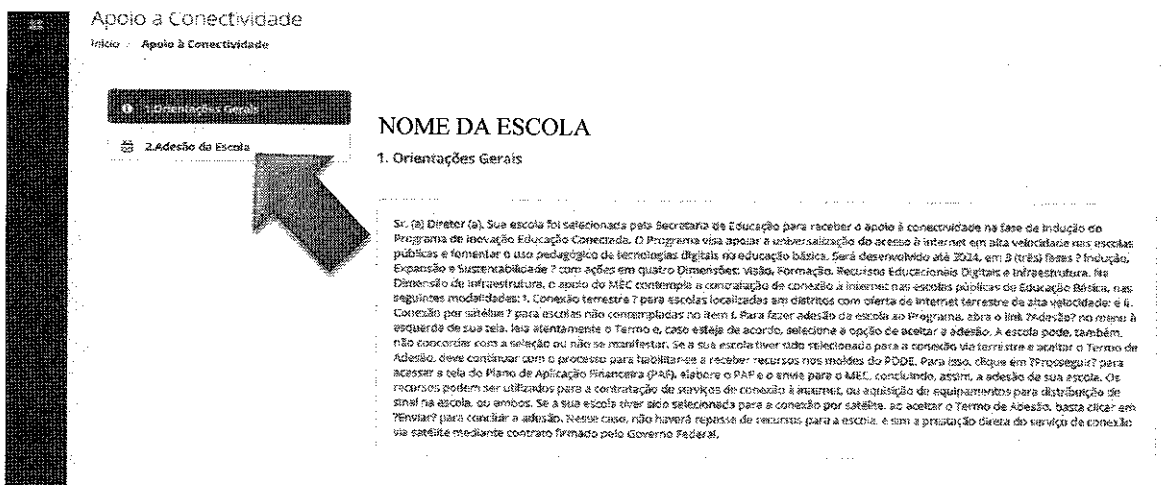 Apoio a Conectividade
Início / Apoio à Conectividade
1.Orientações Gerais
2.Adesão da Escola
NOME DA ESCOLA
1. Orientações Gerais
Sr. (a) Diretor (a), Sua escola foi selecionada pela Secretaria de Educação para receber o apoio à conectividade na fase de Indução do
Programa de Inovação Educação Conectada. O Programa visa apoiar a universalização do acesso à internet em alta velocidade nas escolas
públicas e fomentar o uso pedagógico de tecnologias digitais na educação básica. Será desenvolvido até 2024, em 3 (três) fases ? Indução,
Expansão e Sustentabilidade ? com ações em quatro Dimensões: Visão, Formação, Recursos Educacionais Digitais e Infraestrutura. Na
Dimensão de Infraestrutura, o apoio do MEC contempla a contratação de conexão à internet nas escolas públicas de Educação Básica, nas
seguintes modalidades: I. Conexão terrestre ? para escolas localizadas em distritos com oferta de internet terrestre de alta velocidade; e II.
Conexão por satélite ? para escolas não contempladas no item I. Para fazer adesão da escola ao Programa, abra o link ?Adesão? no menu à
esquerda de sua tela, leia atentamente o Termo e, caso esteja de acordo, selecione a opção de aceitar a adesão. A escola pode, também,
não concordar com a seleção ou não se manifestar. Se a sua escola tiver sido selecionada para a conexão via terrestre e aceitar o Termo de
Adesão, deve continuar com o processo para habilitar-se a receber recursos nos moldes do PDDE. Para isso, clique em ?Prosseguir? para
acessar a tela do Plano de Aplicação Financeira (PAF), elabore o PAF e o envie para o MEC, concluindo, assim, a adesão de sua escola. Os
recursos podem ser utilizados para a contratação de serviços de conexão à internet, ou aquisição de equipamentos para distribuição de
sinal na escola, ou ambos. Se a sua escola tiver sido selecionada para a conexão por satélite, ao aceitar o Termo de Adesão, basta clicar em
?Enviar? para concluir a adesão. Nesse caso, não haverá repasse de recursos para a escola, e sim a prestação direta do serviço de conexão
via satélite mediante contrato firmado pelo Governo Federal.